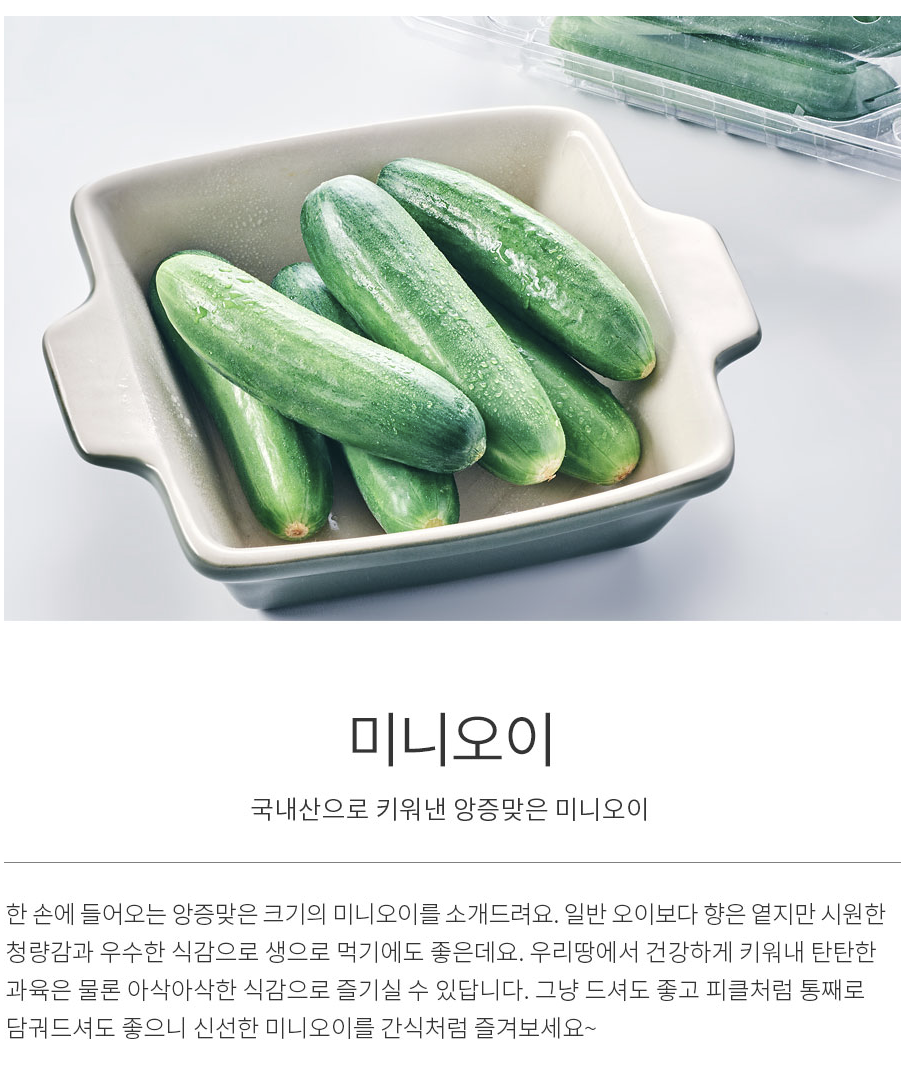 미니오이
국내산으로 키워낸 앙증맞은 미니오이
한 손에 들어오는 앙증맞은 크기의 미니오이를 소개드려요. 일반 오이보다 향은 옅지만 시원한
청량감과 우수한 식감으로 생으로 먹기에도 좋은데요. 우리땅에서 건강하게 키워내 탄탄한
과육은 물론 아삭아삭한 식감으로 즐기실 수 있답니다. 그냥 드셔도 좋고 피클처럼 통째로
담궈드셔도 좋으니 신선한 미니오이를 간식처럼 즐겨보세요~